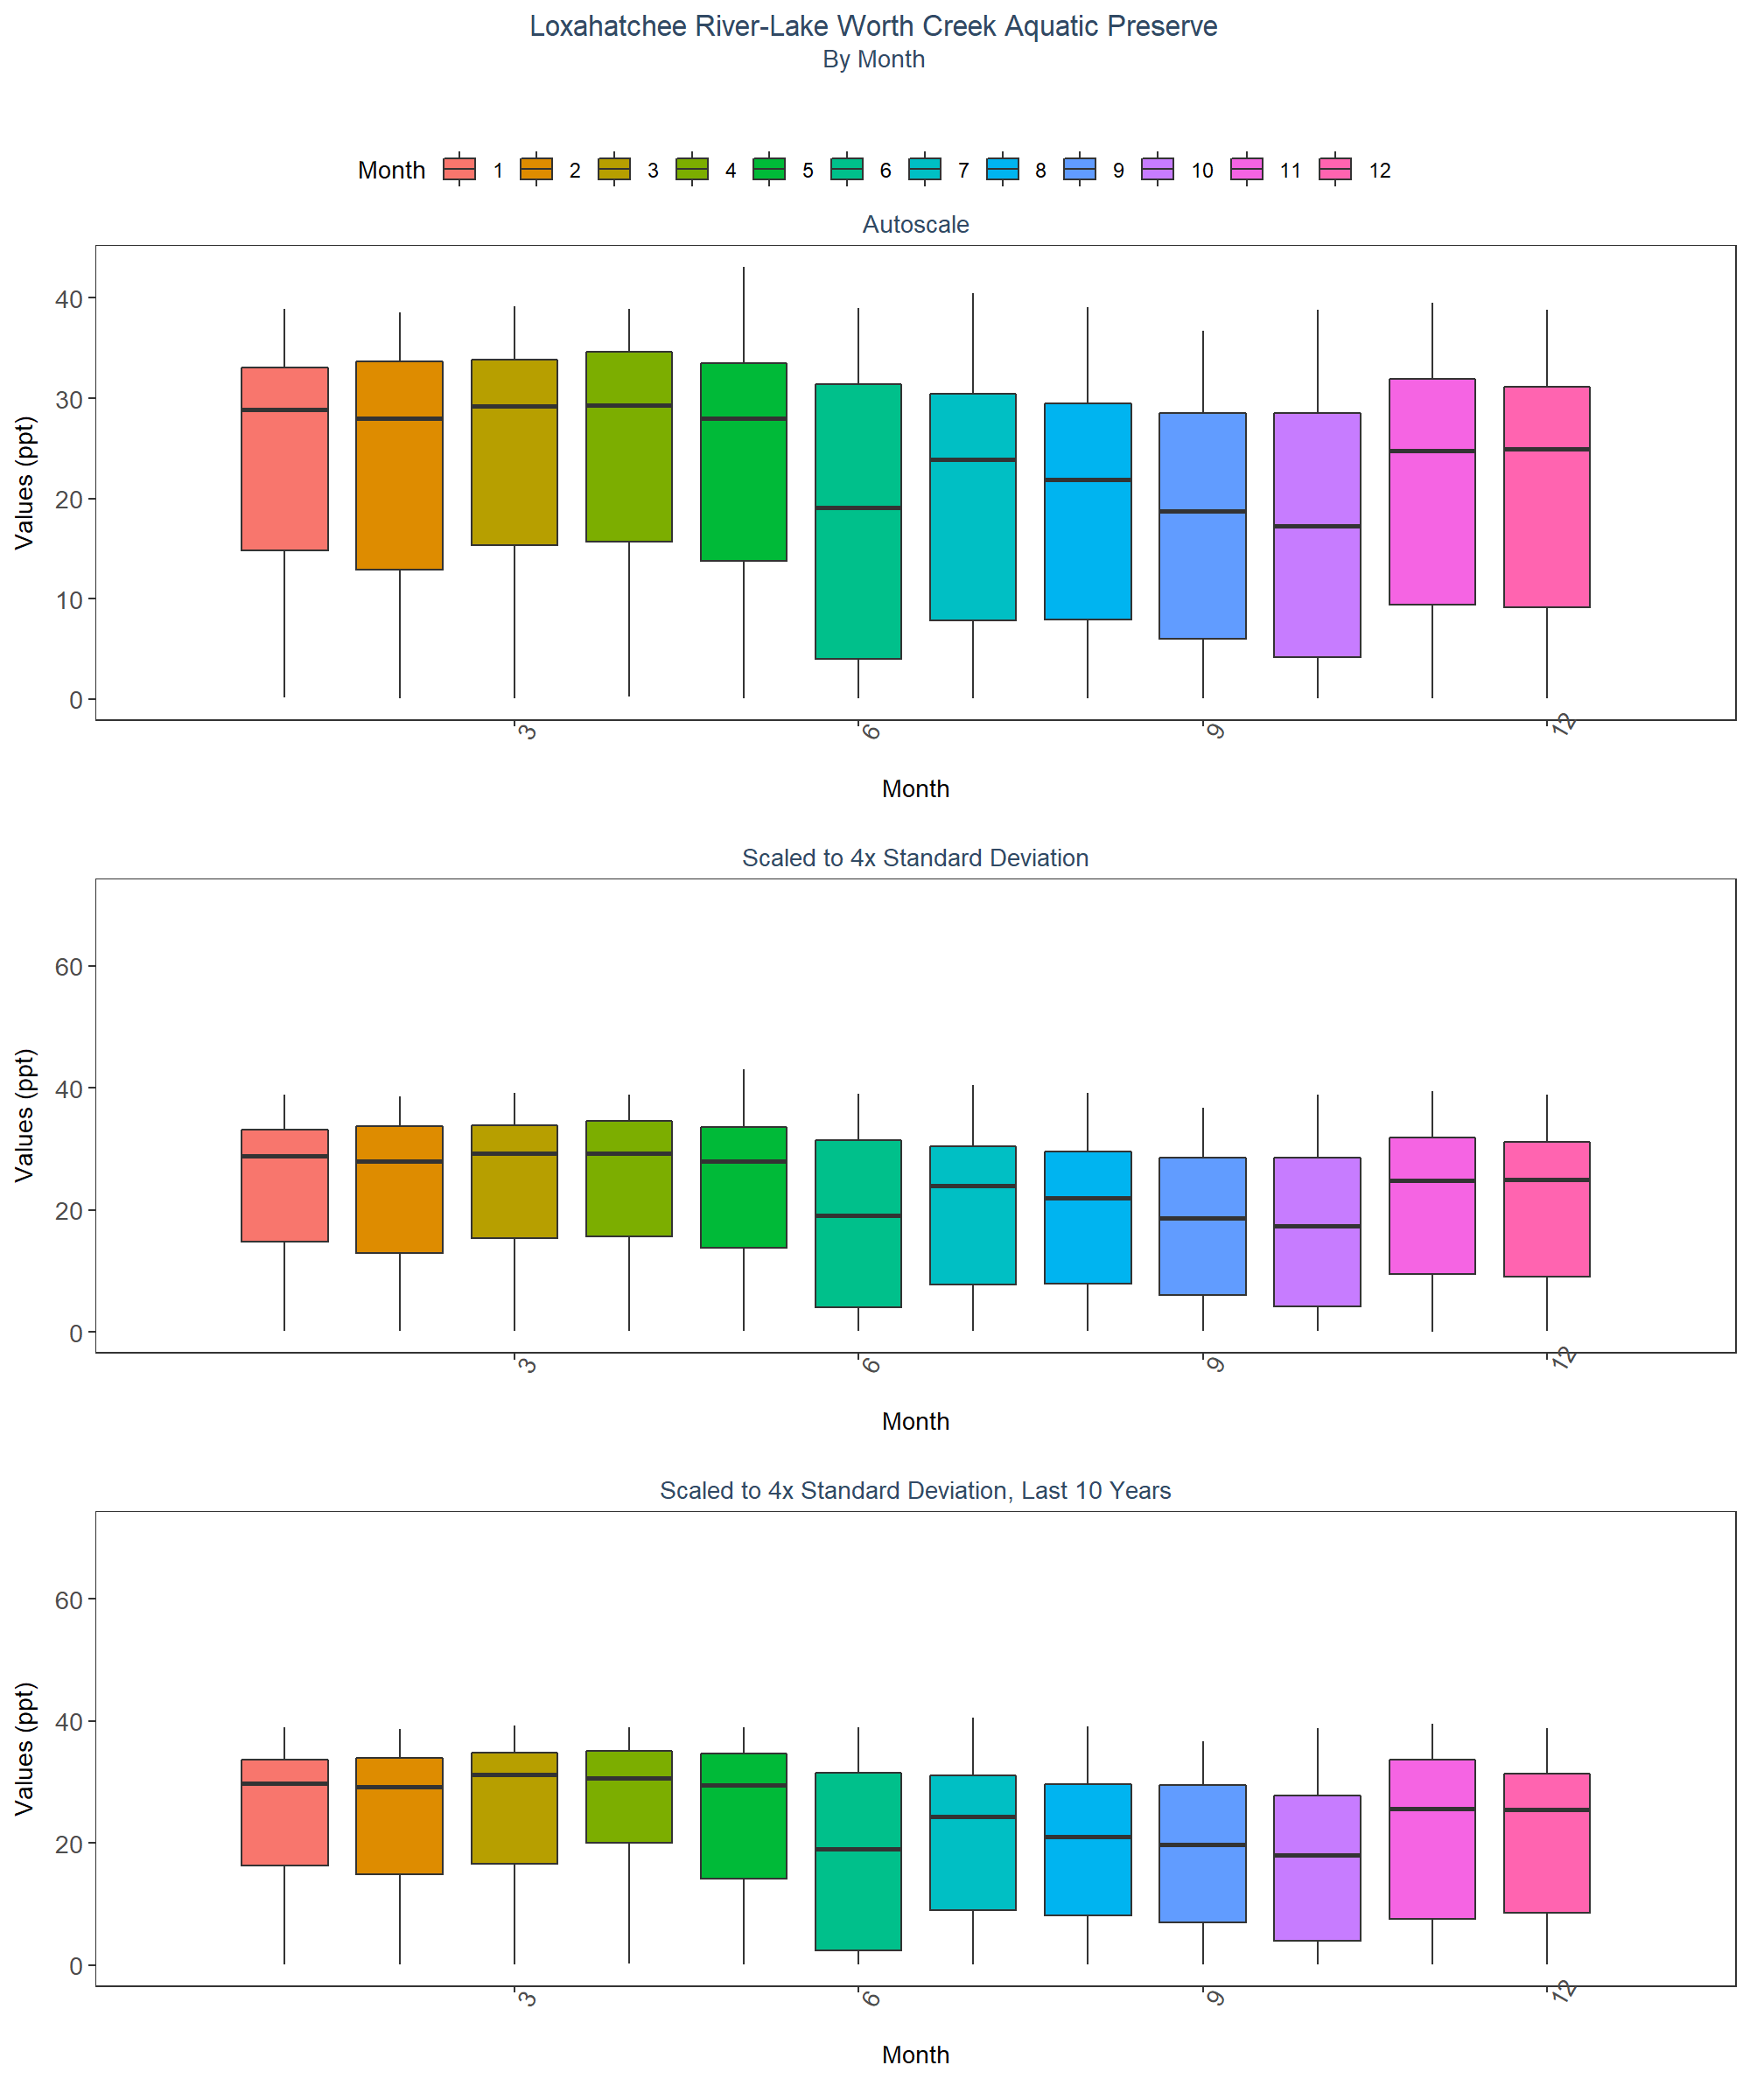 Loxahatchee River-Lake Worth Creek Aquatic Preserve
By Month
Month 1 2 3 4 5 6 7 8 9 10 11 12
Autoscale
Values (ppt)
40
30
20
10
0
3 6 9 12
Month
Scaled to 4x Standard Deviation
Values (ppt)
60
40
20
0
3 6 9 12
Month
Scaled to 4x Standard Deviation, Last 10 Years
Values (ppt)
60
40
20
0
3 6 9 12
Month